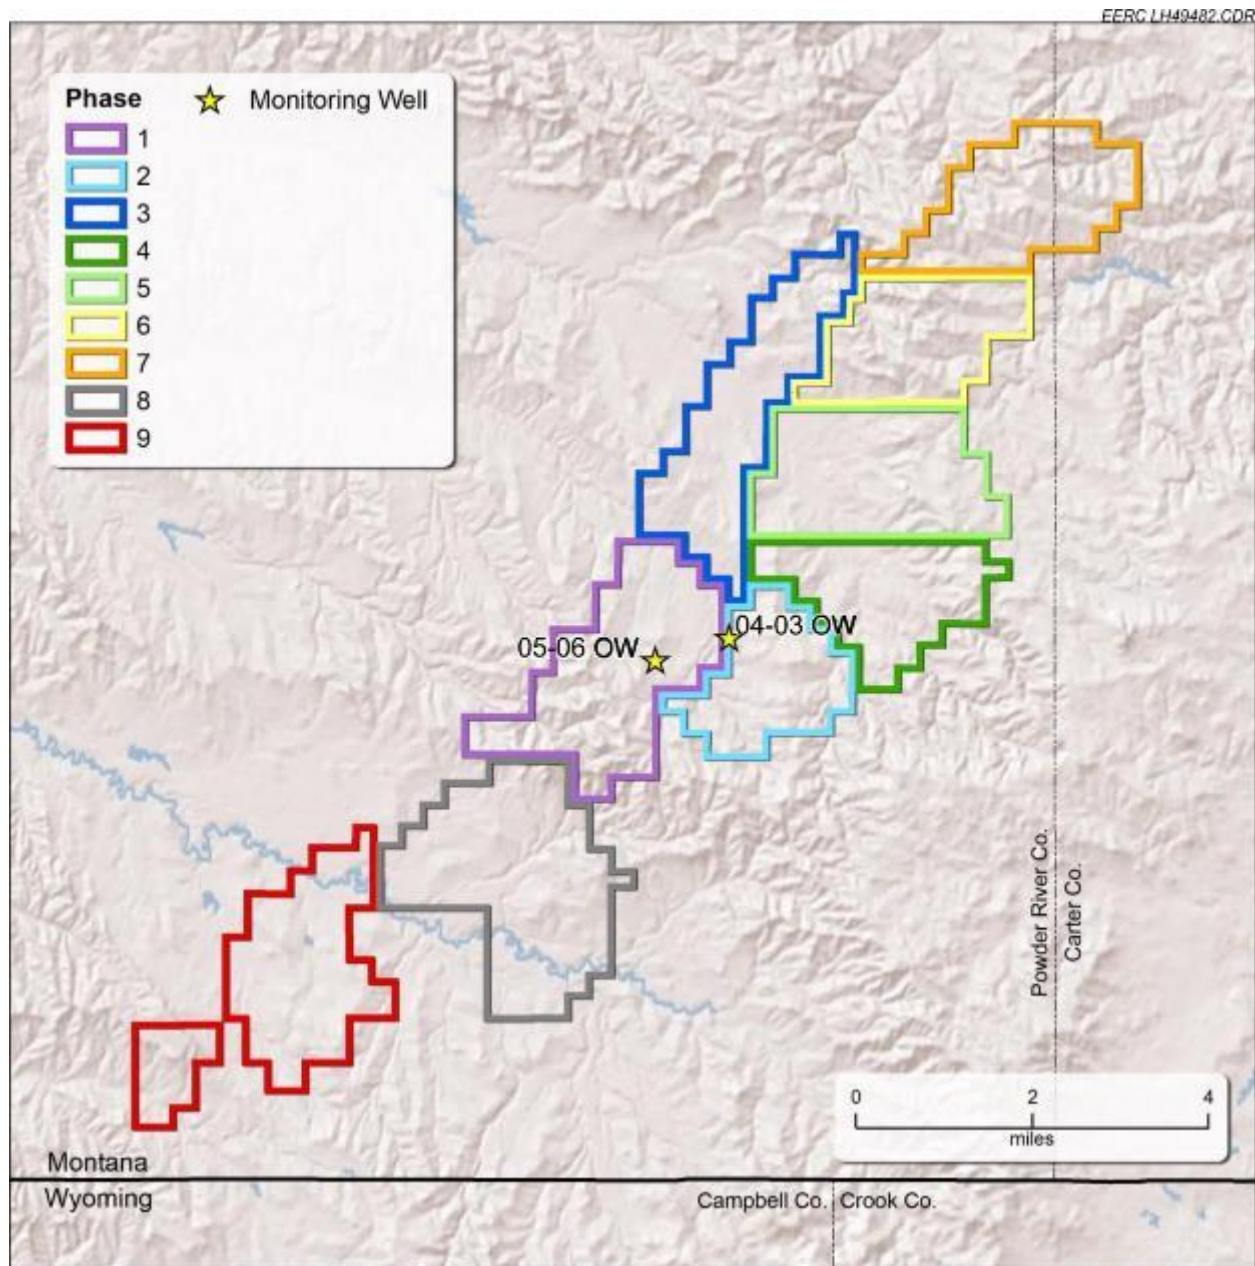 EERC LH49482.CDR
Phase
Monitoring Well
1
2
3
4
5
6
7
8
9
04-03 OW
05-06 OW
Powder River Co.
Carter Co.
0 2 4
miles
Montana
Wyoming
Campbell Co.
Crook Co.